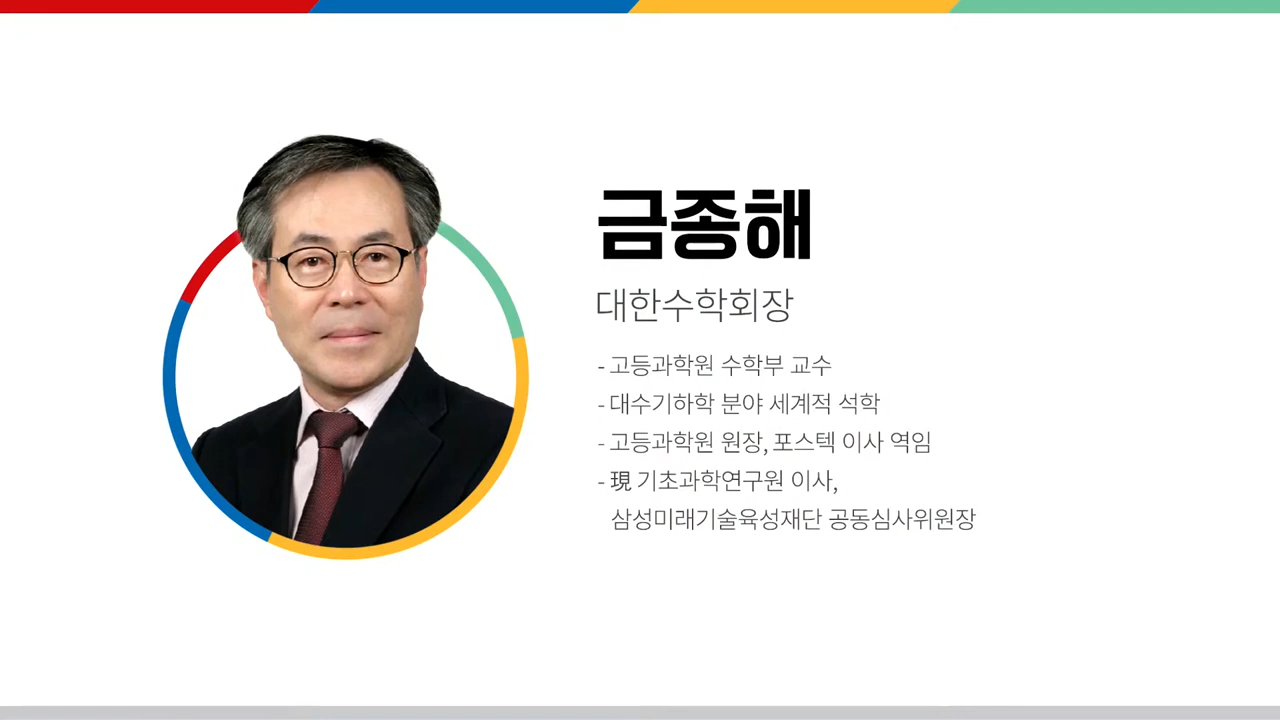 금종해
대한수학회장
- 고등과학원 수학부 교수
- 대수기하학 분야 세계적 석학
- 고등과학원 원장, 포스텍 이사 역임
- 現 기초과학연구원 이사,
삼성미래기술육성재단 공동심사위원장